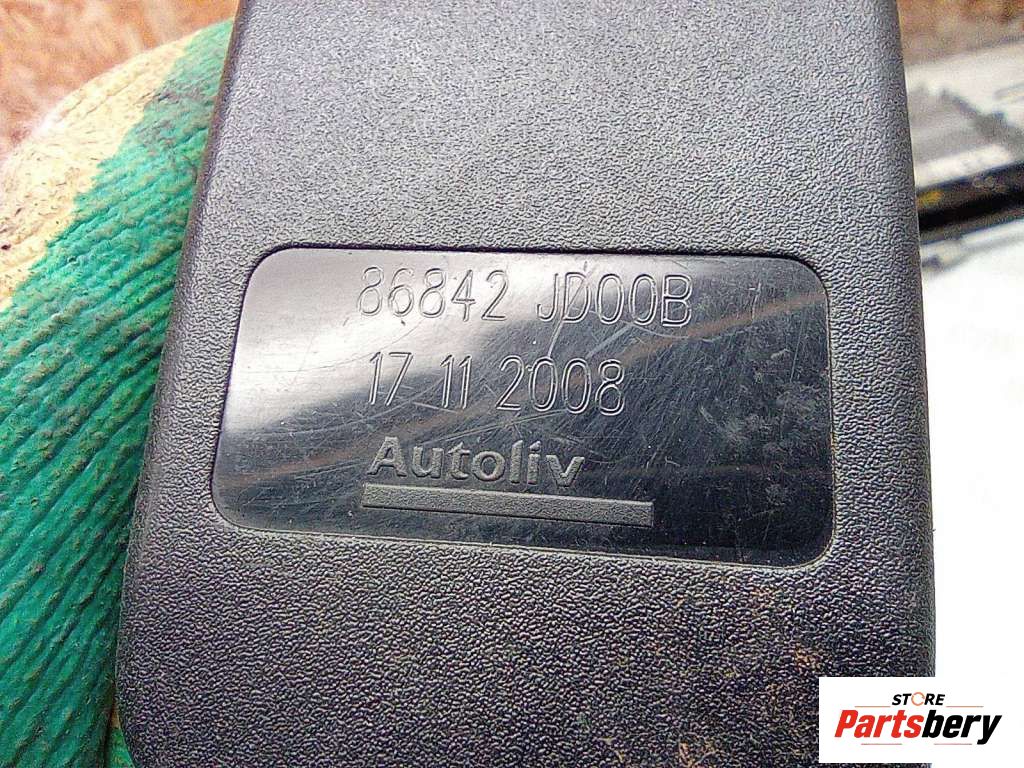 86842 JD00B
17 11 2008
Autoliv
STORE
Partsbery